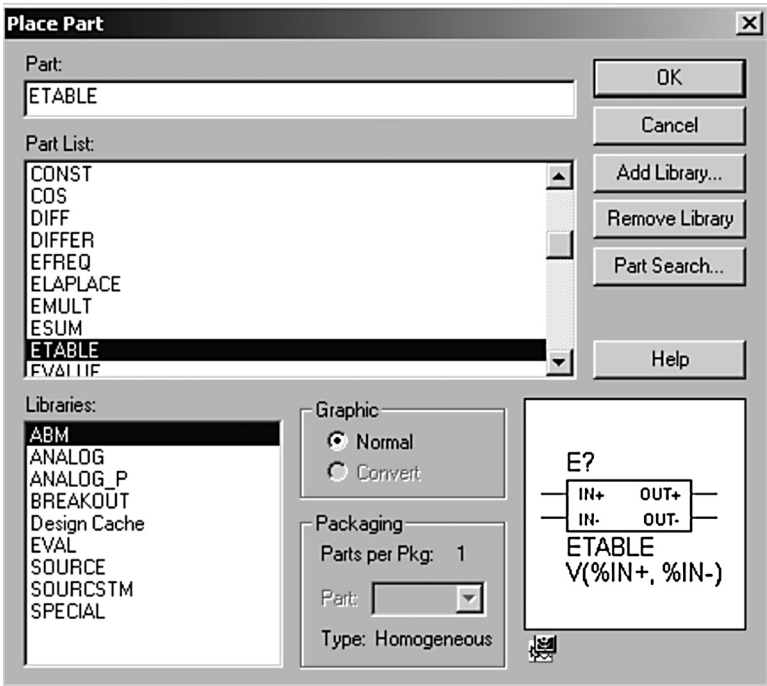 Place Part
Part:
ETABLE
Part List:
CONST
COS
DIFF
DIFFER
EFREQ
ELAPLACE
EMULT
ESUM
ETABLE
EVALUE
OK
Cancel
Add Library...
Remove Library
Part Search...
Help
Libraries:
ABM
ANALOG
ANALOG_P
BREAKOUT
Design Cache
EVAL
SOURCE
SOURCSTM
SPECIAL
Graphic
Normal
Convert
Packaging
Parts per Pkg: 1
Part:
Type: Homogeneous
E?
IN+ OUT+
IN- OUT-
ETABLE
V(%IN+, %IN-)